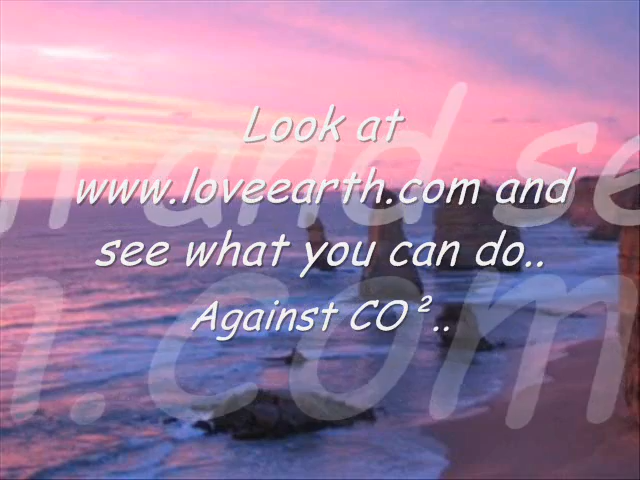 Look at
www.loveearth.com and
see what you can do..
Against CO²..